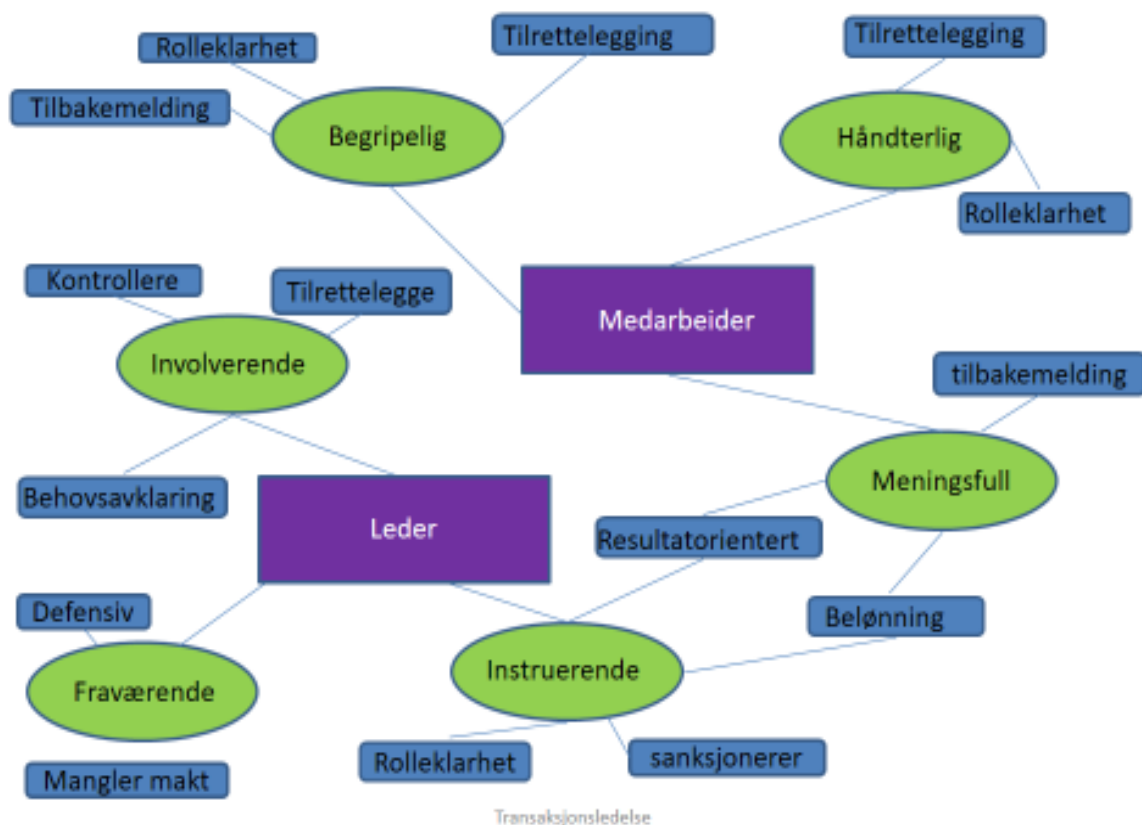 Rolleklarhet
Tilrettelegging
Tilrettelegging
Tilbakemelding
Begripelig
Håndterlig
Rolleklarhet
Kontrollere
Tilrettelegge
Medarbeider
Involverende
tilbakemelding
Meningsfull
Behovsavklaring
Leder
Resultatorientert
Defensiv
Belønning
Instruerende
Fraværende
Rolleklarhet
sanksjonerer
Mangler makt
Transaksjonsledelse